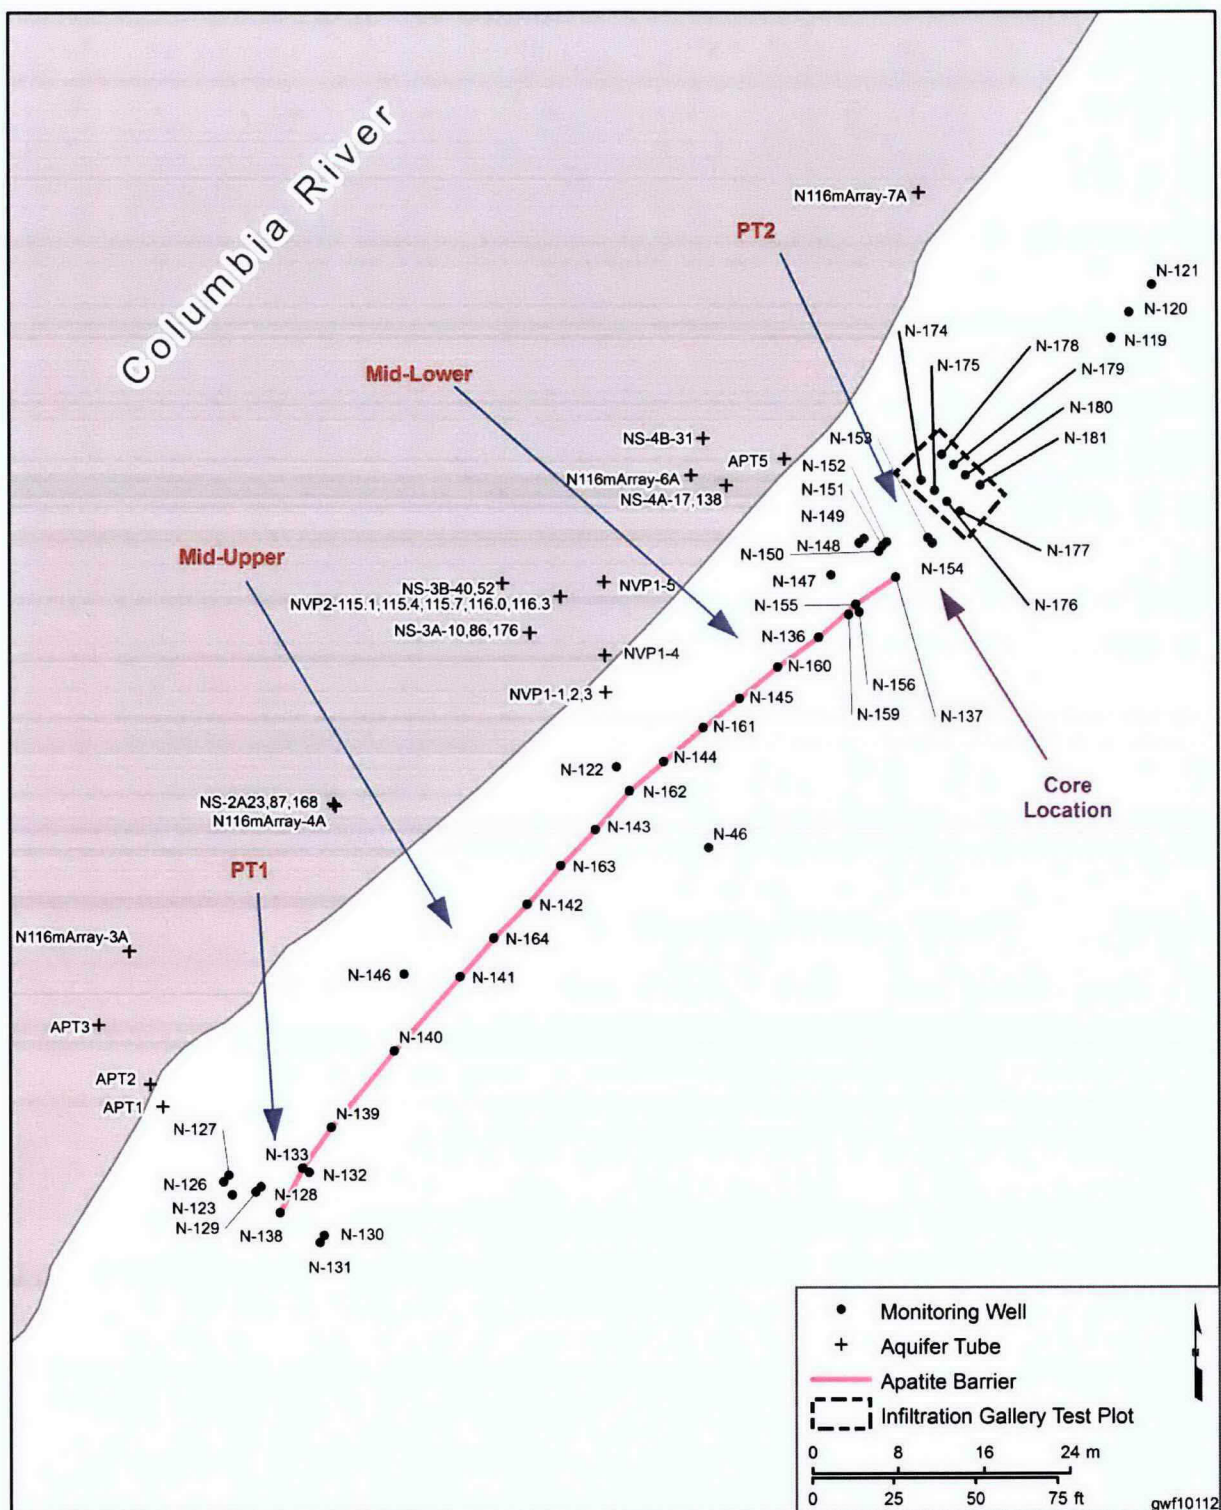 Columbia River
N116mArray-7A
PT2
N-121
N-120
N-119
N-174
N-178
N-175
N-179
Mid-Lower
N-180
N-181
NS-4B-31
N-153
APT5
N-152
N116mArray-6A
NS-4A-17,138
N-151
N-149
N-148
N-150
N-177
Mid-Upper
N-154
N-147
NS-3B-40,52
NVP1-5
NVP2-115.1,115.4,115.7,116.0,116.3
N-155
N-176
NS-3A-10,86,176
N-136
NVP1-4
N-160
N-156
NVP1-1,2,3
N-145
N-159
N-137
N-161
N-144
N-122
Core
Location
N-162
NS-2A23,87,168
N116mArray-4A
N-143
N-46
PT1
N-163
N-142
N116mArray-3A
N-164
N-146
N-141
APT3
N-140
APT2
APT1
N-139
N-127
N-133
N-132
N-126
N-128
N-123
N-129
N-138
N-130
N-131
Monitoring Well
Aquifer Tube
Apatite Barrier
Infiltration Gallery Test Plot
0 8 16 24 m
0 25 50 75 ft
gwf10112